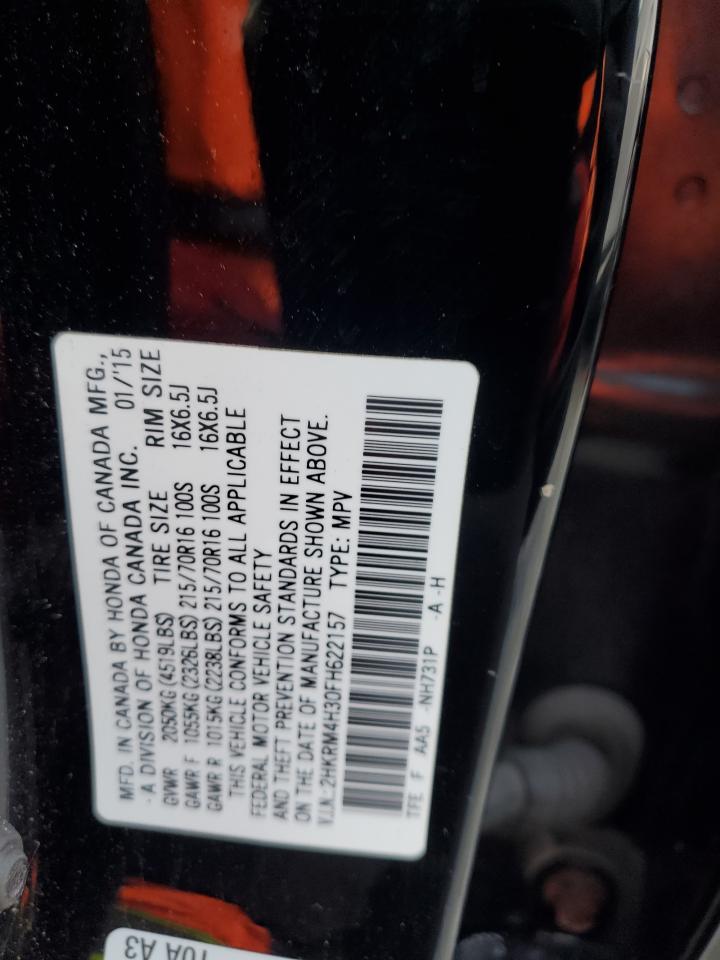 MFD. IN CANADA BY HONDA OF CANADA MFG.,
- A DIVISION OF HONDA CANADA INC. 01/'15
GVWR 2050KG (4519LBS) TIRE SIZE RIM SIZE
GAWR F 1055KG (2326LBS) 215/70R16 100S 16X6.5J
GAWR R 1015KG (2238LBS) 215/70R16 100S 16X6.5J
THIS VEHICLE CONFORMS TO ALL APPLICABLE
FEDERAL MOTOR VEHICLE SAFETY
AND THEFT PREVENTION STANDARDS IN EFFECT
ON THE DATE OF MANUFACTURE SHOWN ABOVE.
V.I.N.:2HKRM4H30FH622157 TYPE: MPV
TFE F AA5 -NH731P -A -H
10A A3